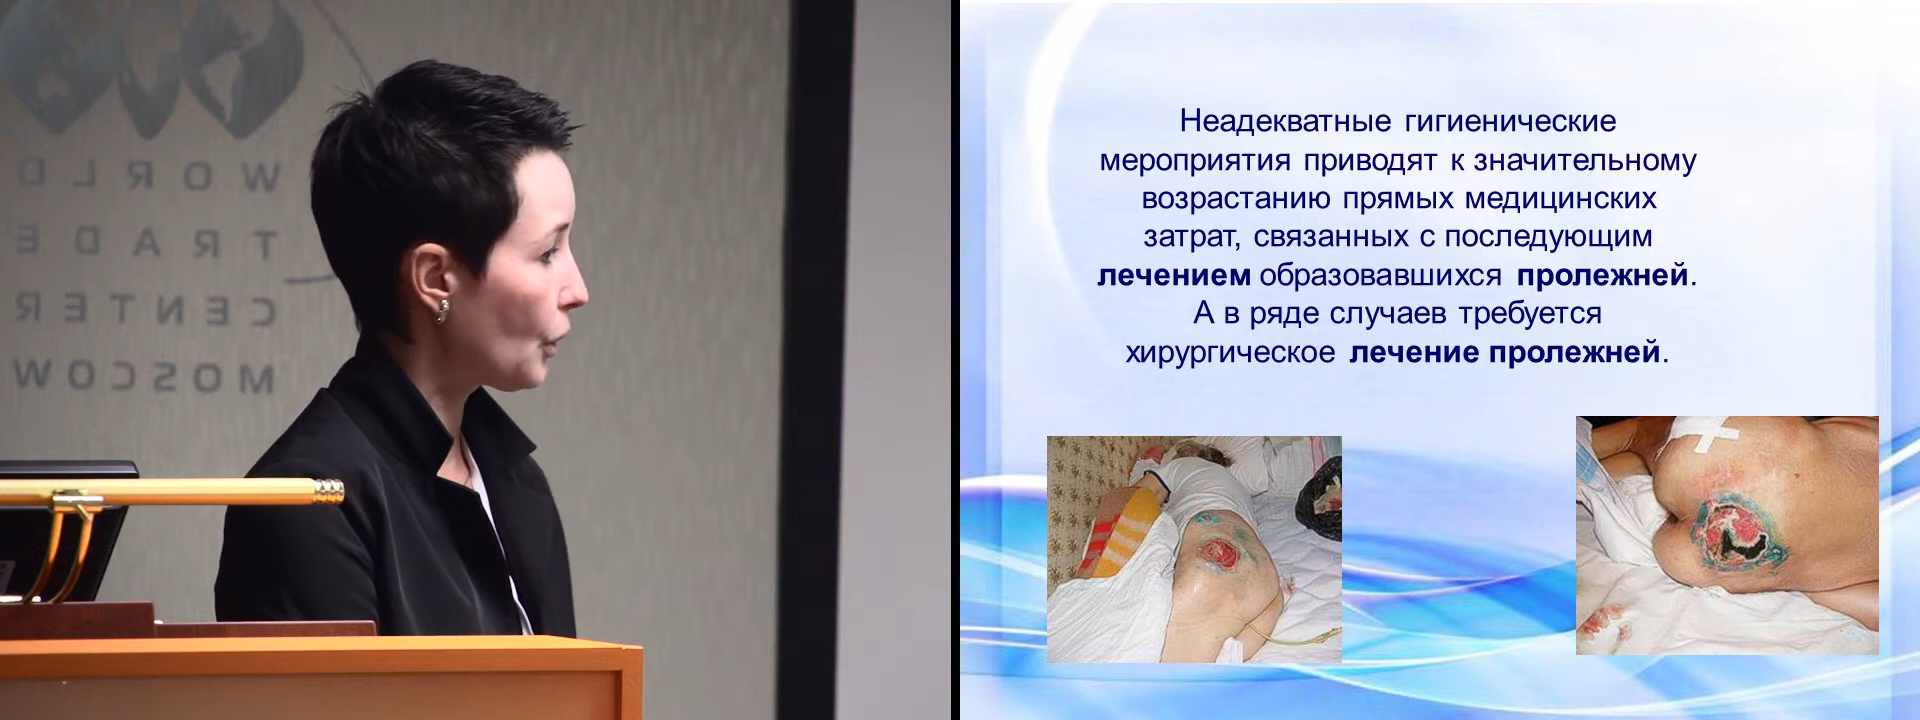 WORLD
TRADE
CENTER
MOSCOW
Неадекватные гигиенические
мероприятия приводят к значительному
возрастанию прямых медицинских
затрат, связанных с последующим
лечением образовавшихся пролежней.
А в ряде случаев требуется
хирургическое лечение пролежней.